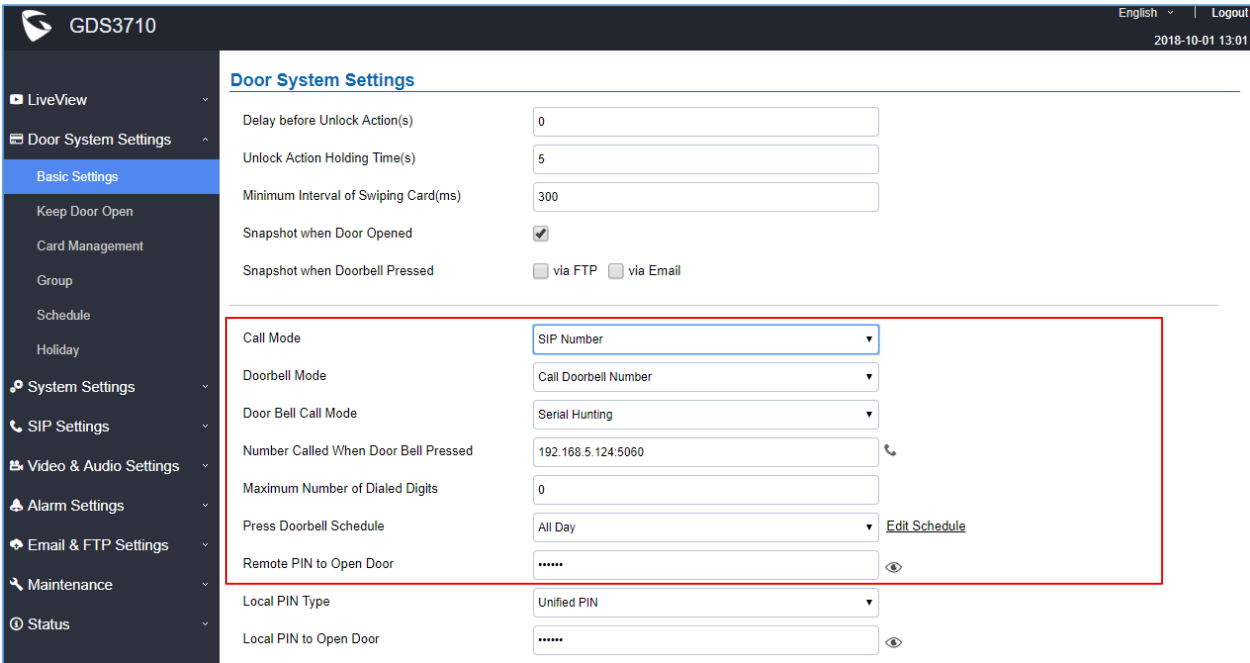 GDS3710
English | Logout
2018-10-01 13:01
LiveView
Door System Settings
Basic Settings
Keep Door Open
Card Management
Group
Schedule
Holiday
System Settings
SIP Settings
Video & Audio Settings
Alarm Settings
Email & FTP Settings
Maintenance
Status
Door System Settings
Delay before Unlock Action(s) 0
Unlock Action Holding Time(s) 5
Minimum Interval of Swiping Card(ms) 300
Snapshot when Door Opened
Snapshot when Doorbell Pressed via FTP via Email
Call Mode SIP Number
Doorbell Mode Call Doorbell Number
Door Bell Call Mode Serial Hunting
Number Called When Door Bell Pressed 192.168.5.124:5060
Maximum Number of Dialed Digits 0
Press Doorbell Schedule All Day Edit Schedule
Remote PIN to Open Door ••••••
Local PIN Type Unified PIN
Local PIN to Open Door ••••••